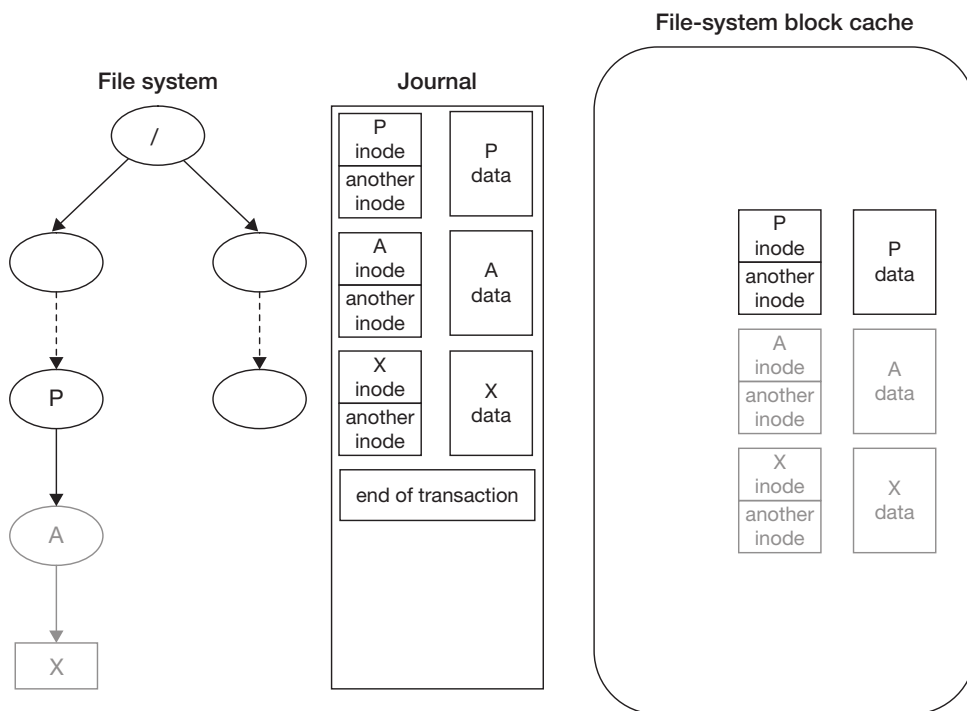 File-system block cache
File system
Journal
/
P
A
X
P
inode
another
inode
P
data
A
inode
another
inode
A
data
X
inode
another
inode
X
data
end of transaction
P
inode
another
inode
P
data
A
inode
another
inode
A
data
X
inode
another
inode
X
data